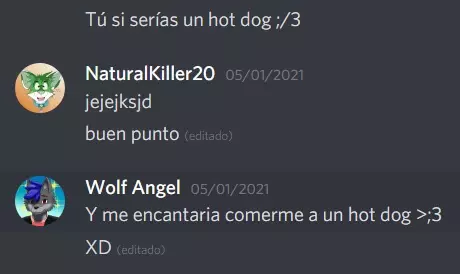 Tú si serías un hot dog ;/3
NaturalKiller20 05/01/2021
jejejksjd
buen punto (editado)
Wolf Angel 05/01/2021
Y me encantaria comerme a un hot dog >;3
XD (editado)